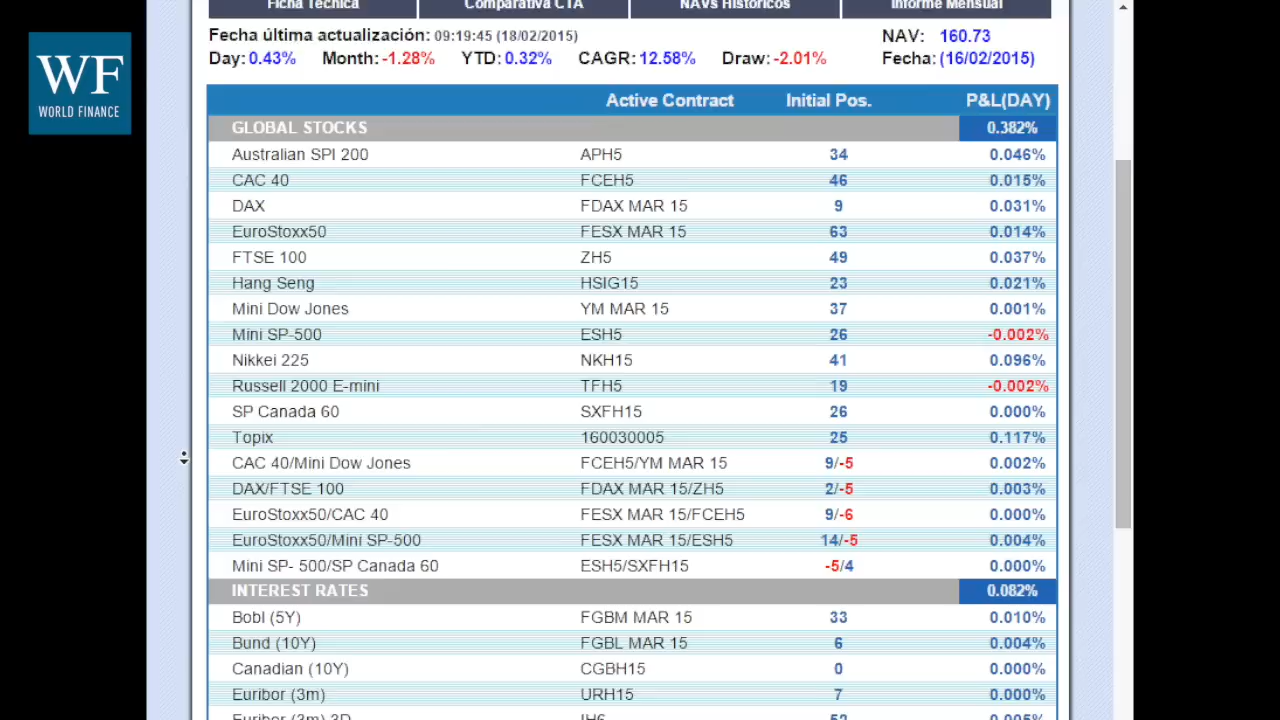 Ficha Técnica Comparativa CTA NAVs Históricos Informe Mensual
WF
WORLD FINANCE
Fecha última actualización: 09:19:45 (18/02/2015) NAV: 160.73
Day: 0.43% Month: -1.28% YTD: 0.32% CAGR: 12.58% Draw: -2.01% Fecha: (16/02/2015)
Active Contract Initial Pos. P&L(DAY)
GLOBAL STOCKS 0.382%
Australian SPI 200 APH5 34 0.046%
CAC 40 FCEH5 46 0.015%
DAX FDAX MAR 15 9 0.031%
EuroStoxx50 FESX MAR 15 63 0.014%
FTSE 100 ZH5 49 0.037%
Hang Seng HSIG15 23 0.021%
Mini Dow Jones YM MAR 15 37 0.001%
Mini SP-500 ESH5 26 -0.002%
Nikkei 225 NKH15 41 0.096%
Russell 2000 E-mini TFH5 19 -0.002%
SP Canada 60 SXFH15 26 0.000%
Topix 160030005 25 0.117%
CAC 40/Mini Dow Jones FCEH5/YM MAR 15 9/-5 0.002%
DAX/FTSE 100 FDAX MAR 15/ZH5 2/-5 0.003%
EuroStoxx50/CAC 40 FESX MAR 15/FCEH5 9/-6 0.000%
EuroStoxx50/Mini SP-500 FESX MAR 15/ESH5 14/-5 0.004%
Mini SP- 500/SP Canada 60 ESH5/SXFH15 -5/4 0.000%
INTEREST RATES 0.082%
Bobl (5Y) FGBM MAR 15 33 0.010%
Bund (10Y) FGBL MAR 15 6 0.004%
Canadian (10Y) CGBH15 0 0.000%
Euribor (3m) URH15 7 0.000%
Euribor (3m) 3D IH6 52 0.005%